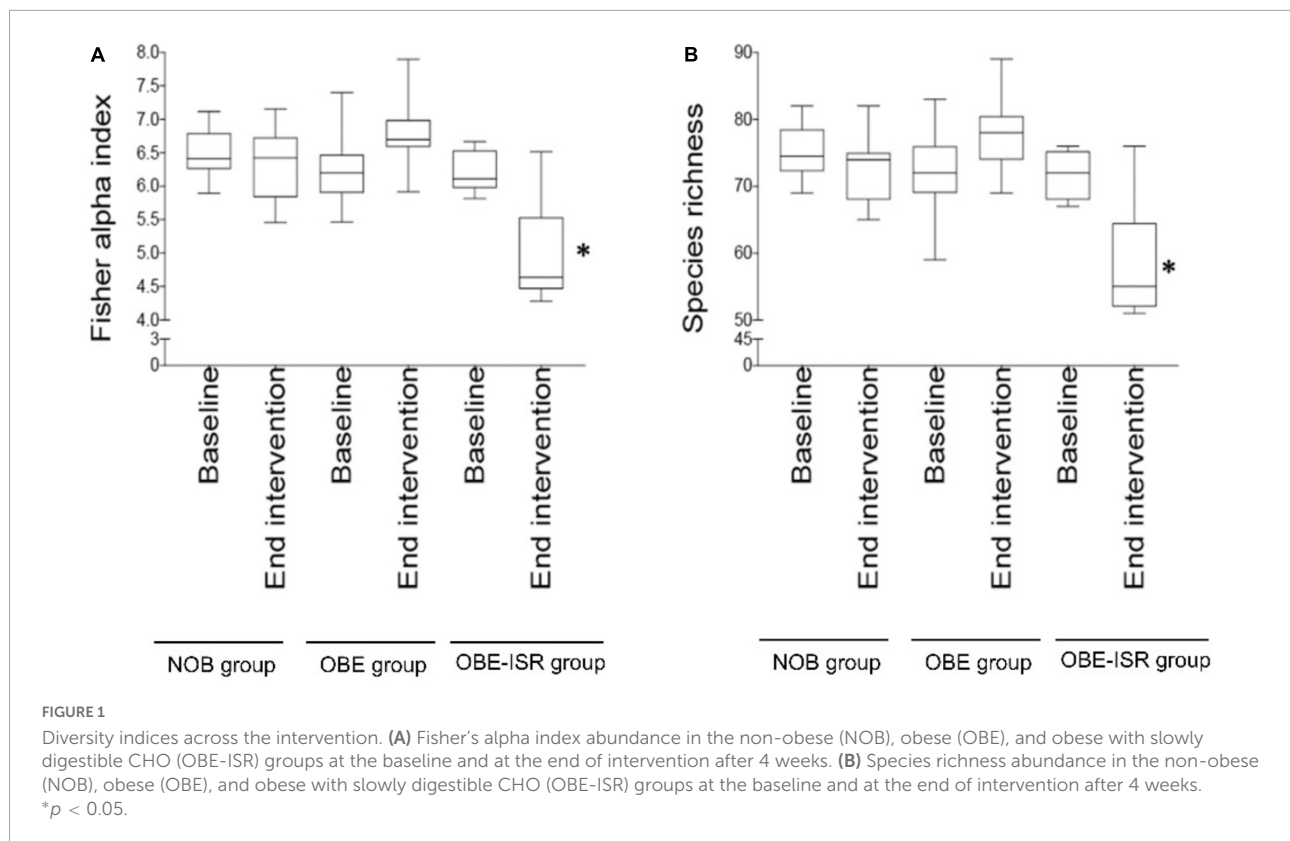 A
Fisher alpha index
8.0
7.5
7.0
6.5
6.0
5.5
5.0
4.5
4.0
3
0
*
Baseline
End intervention
Baseline
End intervention
Baseline
End intervention
NOB group
OBE group
OBE-ISR group
B
Species richness
90
80
70
60
50
45
0
*
Baseline
End intervention
Baseline
End intervention
Baseline
End intervention
NOB group
OBE group
OBE-ISR group
FIGURE 1
Diversity indices across the intervention. (A) Fisher's alpha index abundance in the non-obese (NOB), obese (OBE), and obese with slowly
digestible CHO (OBE-ISR) groups at the baseline and at the end of intervention after 4 weeks. (B) Species richness abundance in the non-obese
(NOB), obese (OBE), and obese with slowly digestible CHO (OBE-ISR) groups at the baseline and at the end of intervention after 4 weeks.
*p < 0.05.